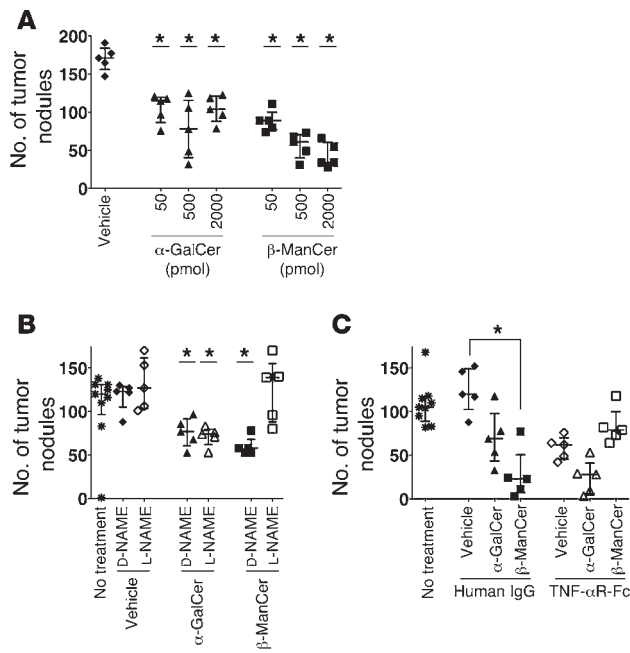 A
No. of tumor
nodules
200
150
100
50
0
* * * * * *
Vehicle
50
500
2000
50
500
2000
α-GalCer
(pmol)
β-ManCer
(pmol)
B
No. of tumor
nodules
150
100
50
0
* * *
No treatment
D-NAME
L-NAME
D-NAME
L-NAME
D-NAME
L-NAME
Vehicle
α-GalCer
β-ManCer
C
No. of tumor
nodules
150
100
50
0
*
No treatment
Vehicle
α-GalCer
β-ManCer
Vehicle
α-GalCer
β-ManCer
Human IgG
TNF-αR-Fc